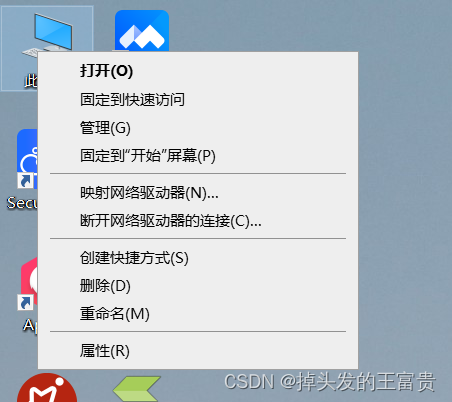 此
打开(O)
固定到快速访问
管理(G)
固定到“开始”屏幕(P)
映射网络驱动器(N)...
断开网络驱动器的连接(C)...
Secu
创建快捷方式(S)
删除(D)
重命名(M)
Ap
属性(R)
CSDN @掉头发的王富贵